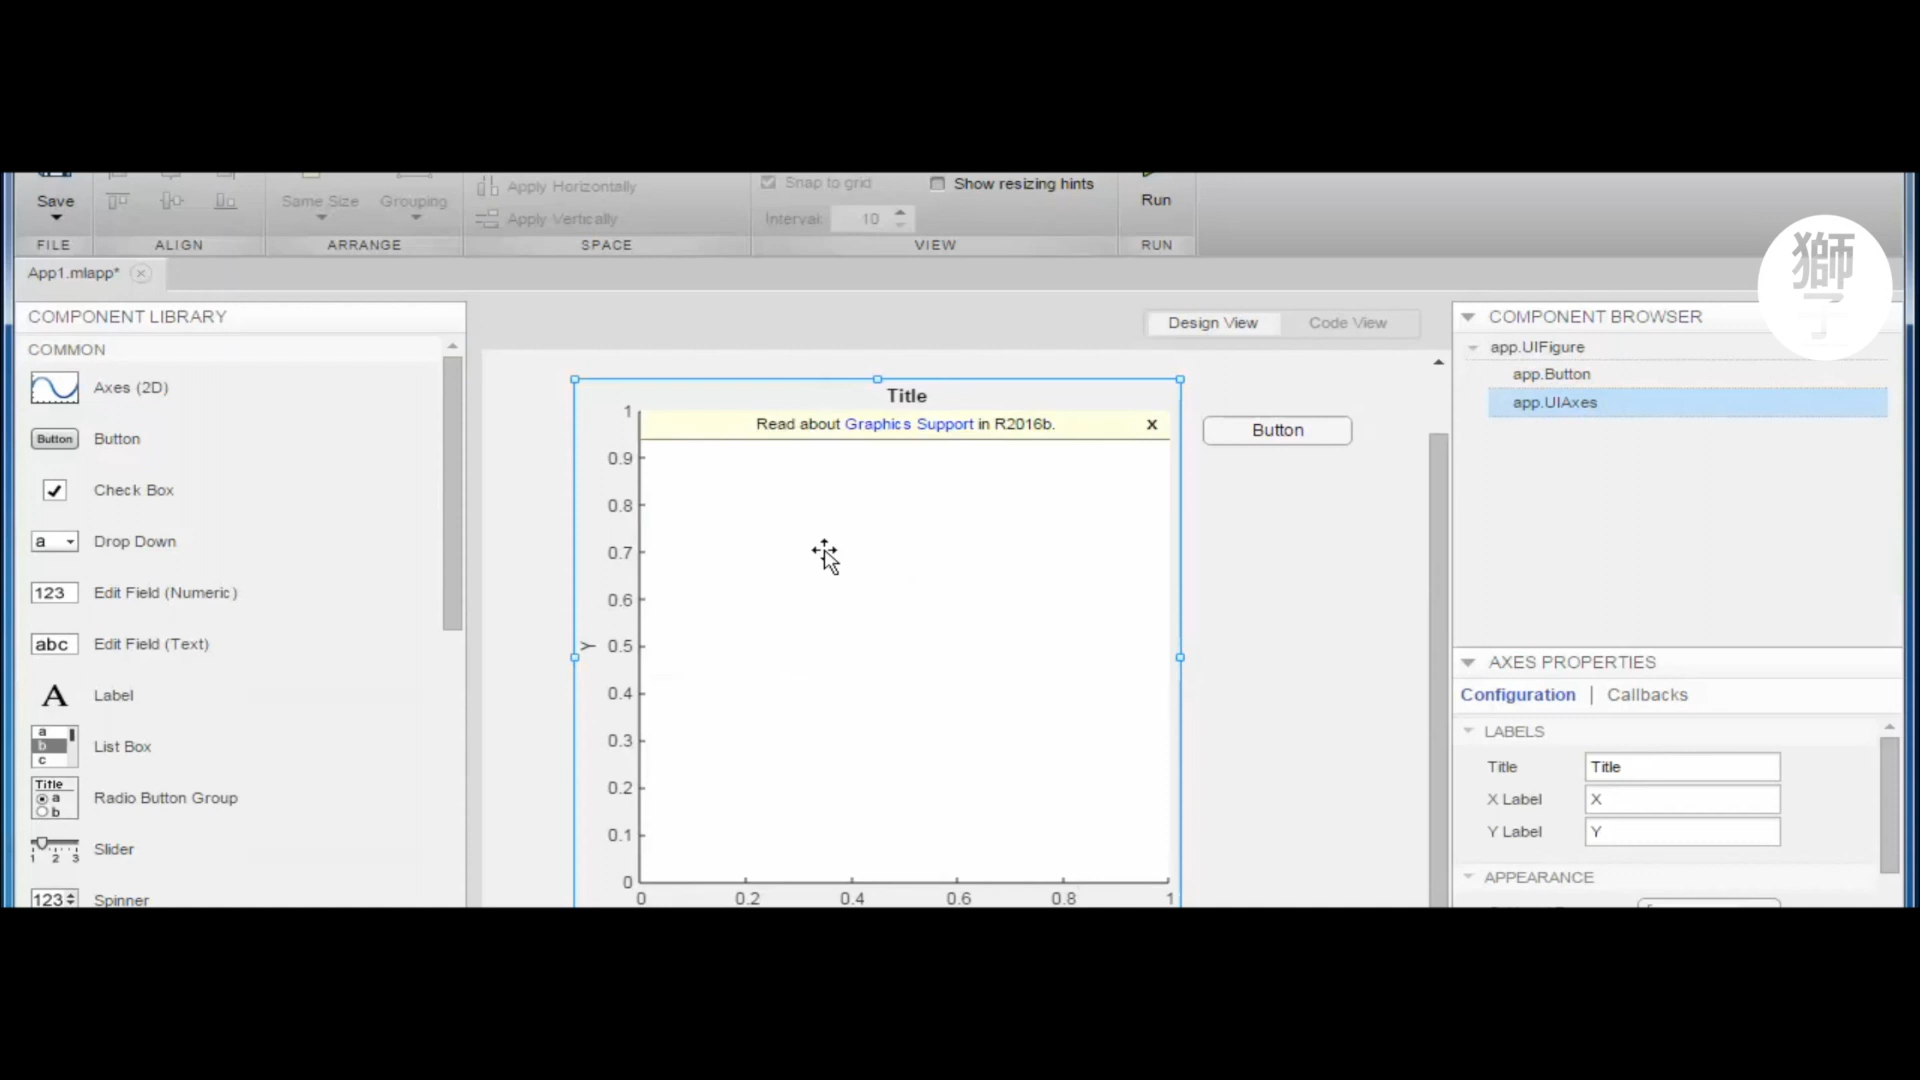 Save
Same Size Grouping
Apply Horizontally
Apply Vertically
Snap to grid
Interval: 10
Show resizing hints
Run
FILE ALIGN ARRANGE SPACE VIEW RUN
App1.mlapp*
獅子
COMPONENT LIBRARY
COMMON
Axes (2D)
Button Button
Check Box
a Drop Down
123 Edit Field (Numeric)
abc Edit Field (Text)
A Label
a
b
c
List Box
Title
a
b
Radio Button Group
1 2 3
Slider
123 Spinner
Design View Code View
Title
Read about Graphics Support in R2016b. x
1
0.9
0.8
0.7
0.6
0.5
0.4
0.3
0.2
0.1
0
Y
0 0.2 0.4 0.6 0.8 1
Button
COMPONENT BROWSER
app.UIFigure
app.Button
app.UIAxes
AXES PROPERTIES
Configuration | Callbacks
LABELS
Title Title
X Label X
Y Label Y
APPEARANCE